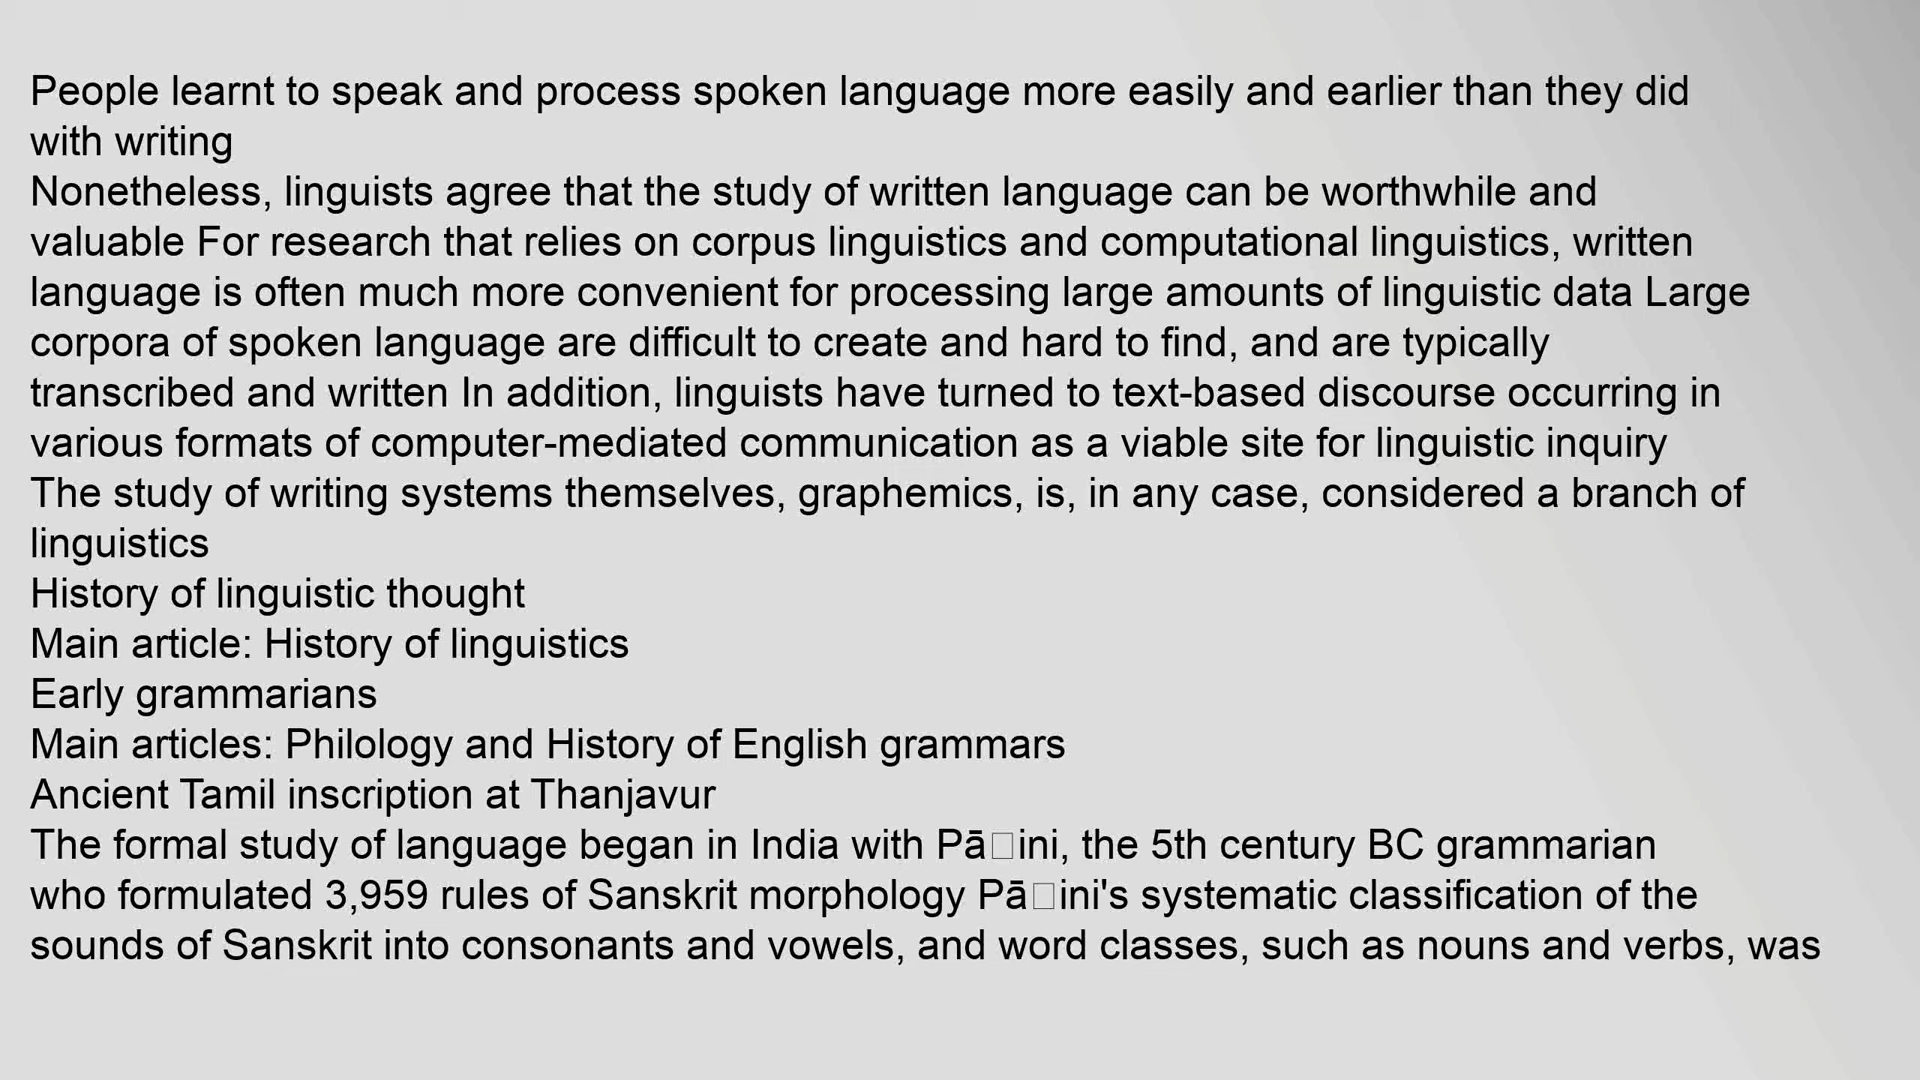 People learnt to speak and process spoken language more easily and earlier than they did
with writing
Nonetheless, linguists agree that the study of written language can be worthwhile and
valuable For research that relies on corpus linguistics and computational linguistics, written
language is often much more convenient for processing large amounts of linguistic data Large
corpora of spoken language are difficult to create and hard to find, and are typically
transcribed and written In addition, linguists have turned to text-based discourse occurring in
various formats of computer-mediated communication as a viable site for linguistic inquiry
The study of writing systems themselves, graphemics, is, in any case, considered a branch of
linguistics
History of linguistic thought
Main article: History of linguistics
Early grammarians
Main articles: Philology and History of English grammars
Ancient Tamil inscription at Thanjavur
The formal study of language began in India with Pā□ini, the 5th century BC grammarian
who formulated 3,959 rules of Sanskrit morphology Pā□ini's systematic classification of the
sounds of Sanskrit into consonants and vowels, and word classes, such as nouns and verbs, was